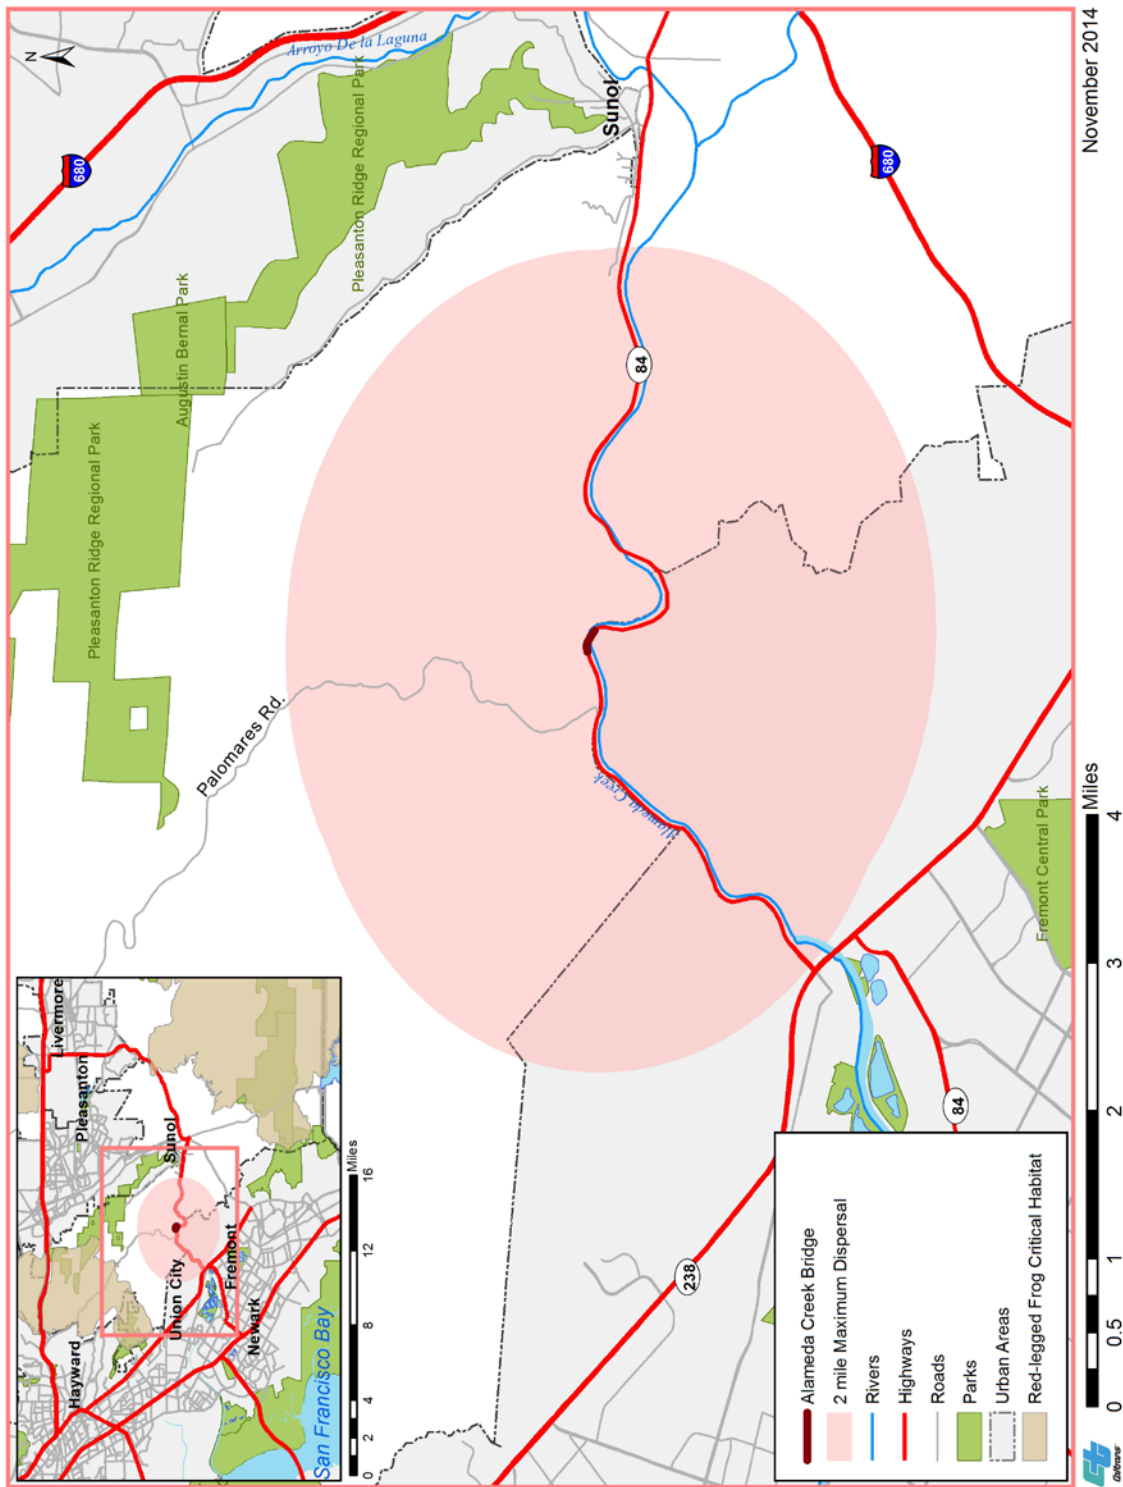 N
680
Arroyo De la Laguna
Pleasanton Ridge Regional Park
Augustin Bernal Park
Pleasanton Ridge Regional Park
Palomares Rd.
Sunol
84
680
Alameda Creek
Fremont Central Park
84
238
Livermore
Pleasanton
Sunol
Hayward
Union City
Fremont
Newark
San Francisco Bay
0 2 4 8 12 16
Miles
Alameda Creek Bridge
2 mile Maximum Dispersal
Rivers
Highways
Roads
Parks
Urban Areas
Red-legged Frog Critical Habitat
0 0.5 1 2 3 4
Miles
Caltrans
November 2014